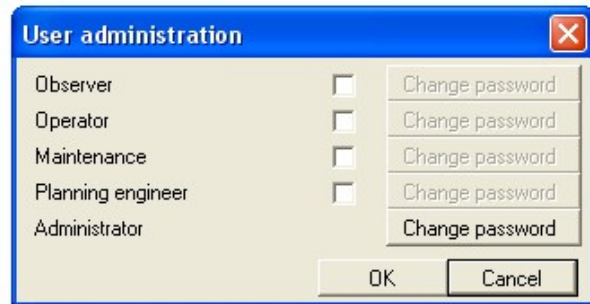 User administration
Observer Change password
Operator Change password
Maintenance Change password
Planning engineer Change password
Administrator Change password
OK Cancel